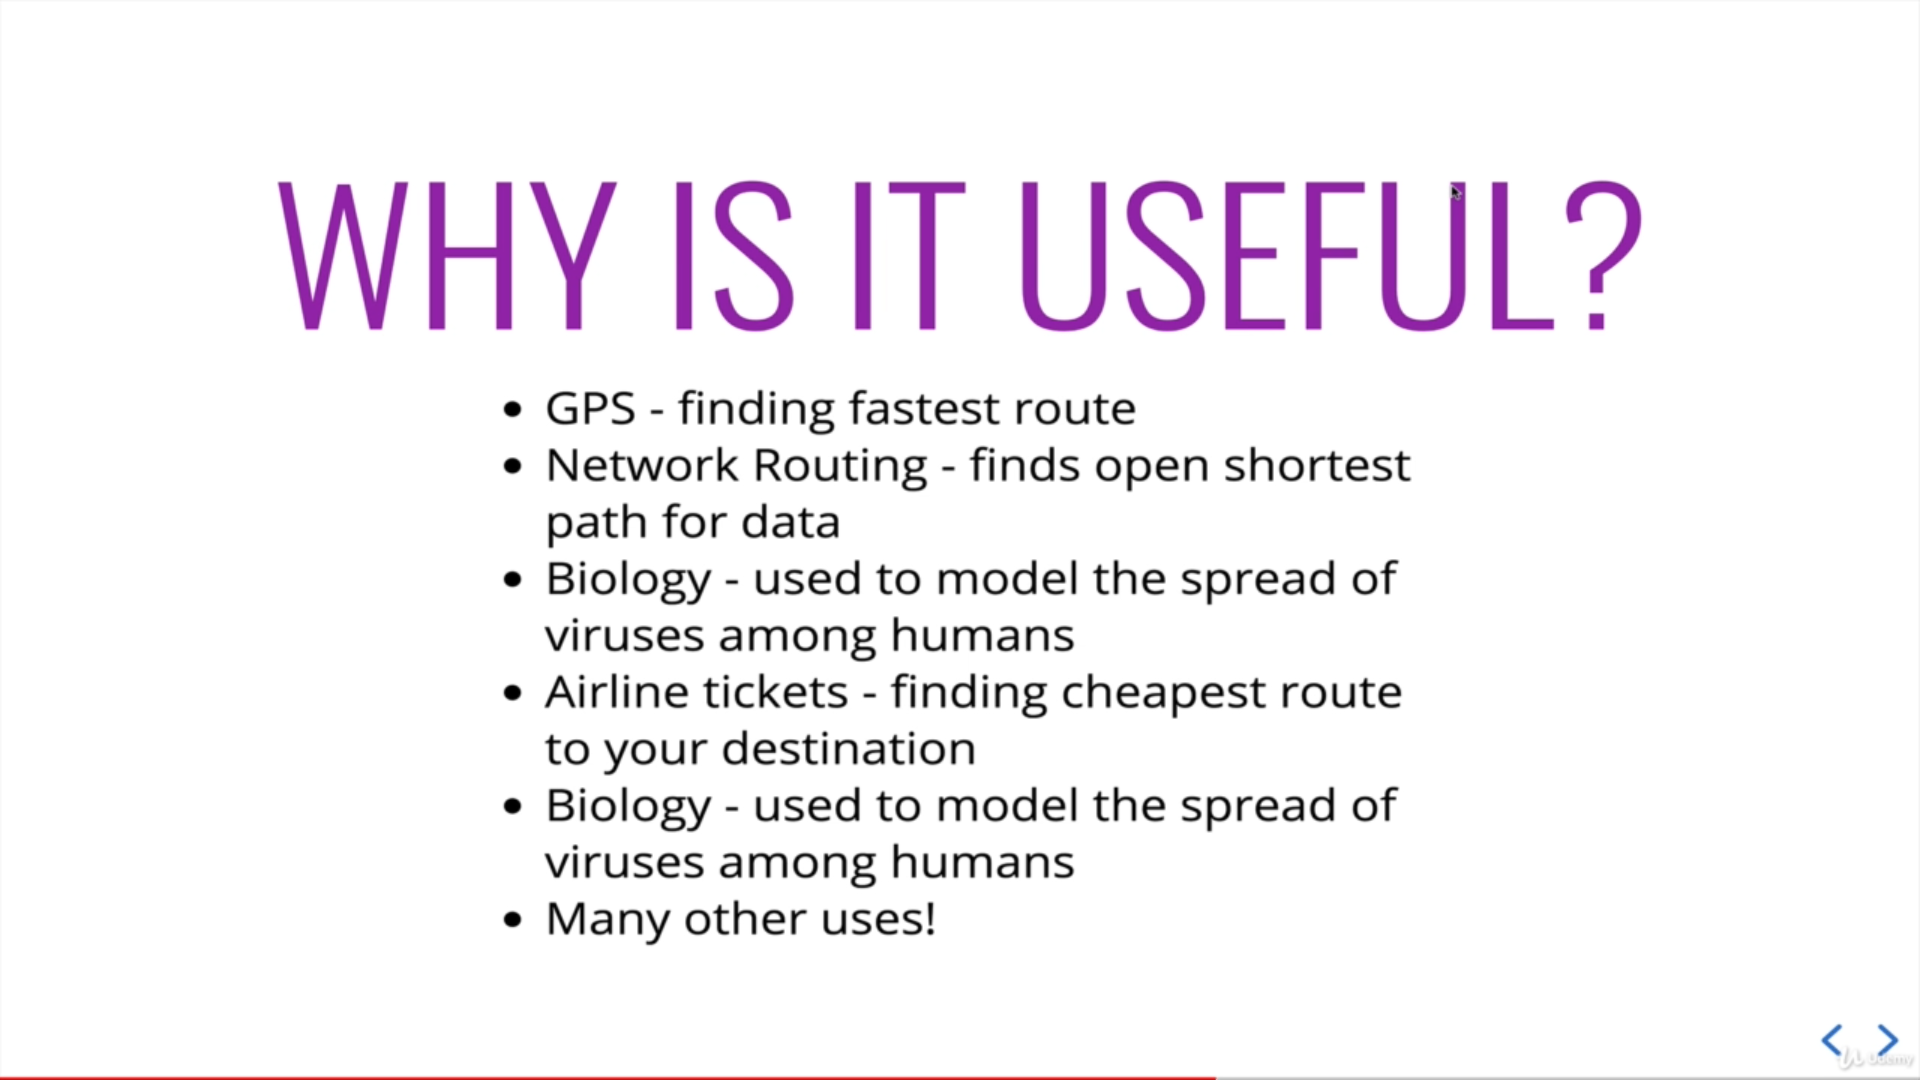 WHY IS IT USEFUL?
• GPS - finding fastest route
• Network Routing - finds open shortest
path for data
• Biology - used to model the spread of
viruses among humans
• Airline tickets - finding cheapest route
to your destination
• Biology - used to model the spread of
viruses among humans
• Many other uses!
Udemy